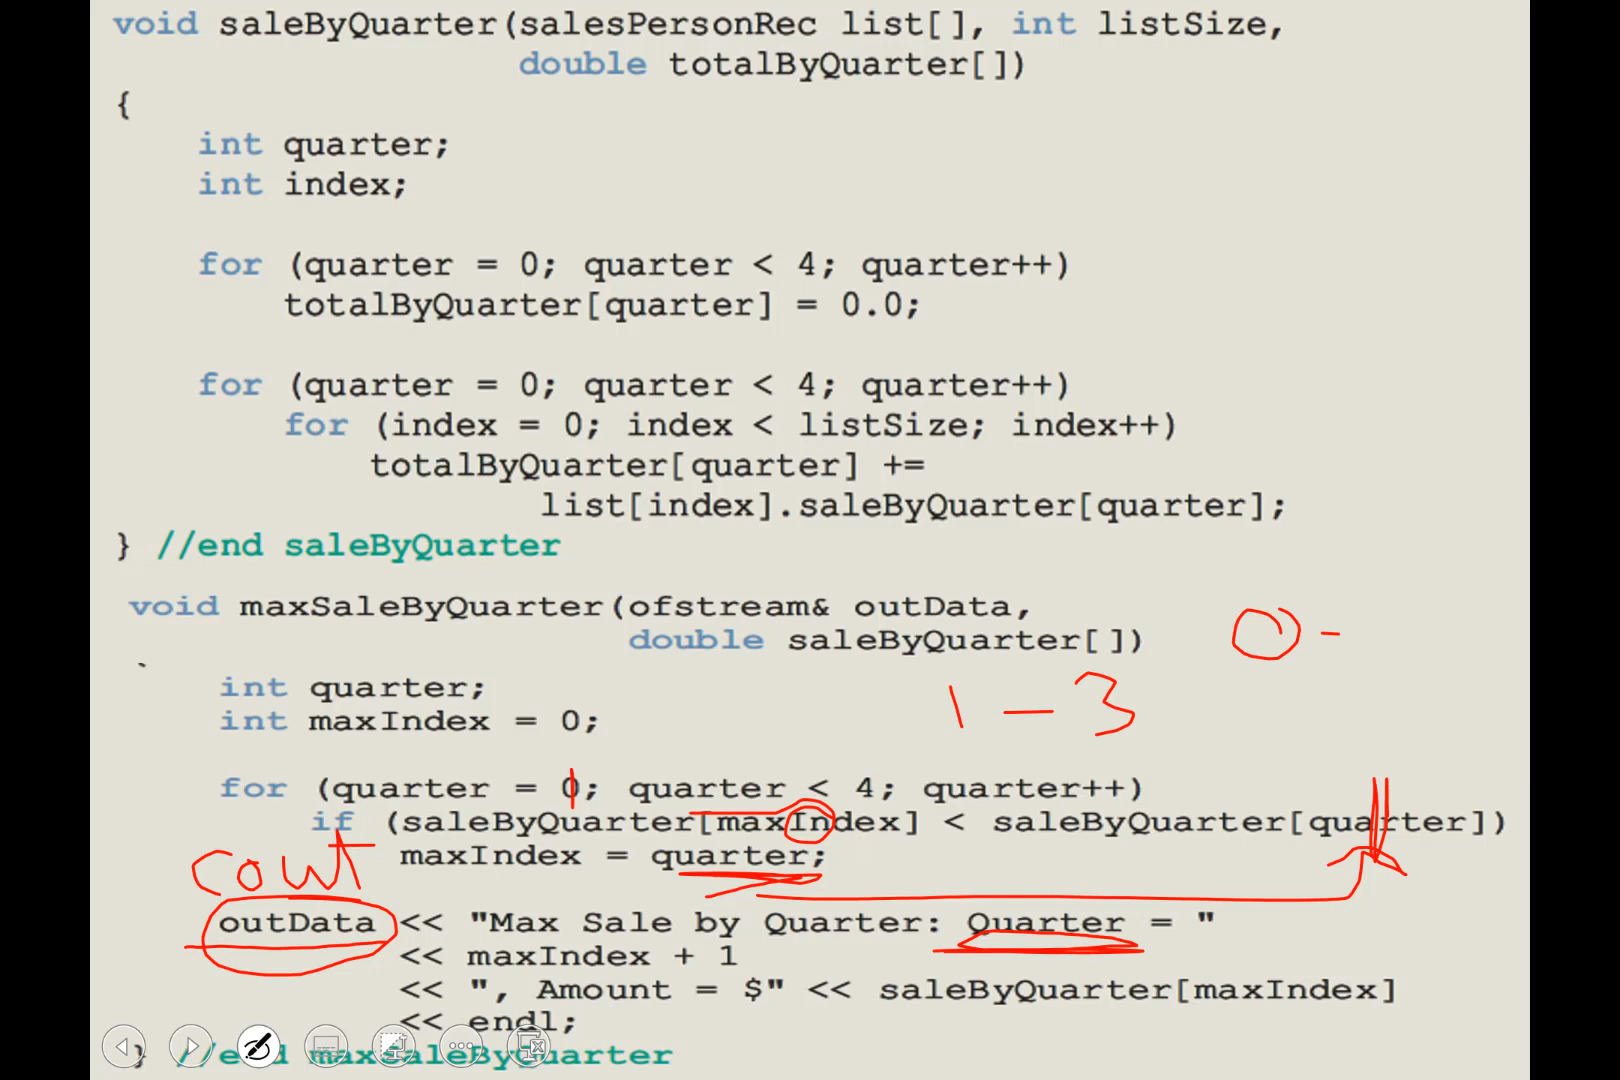 void saleByQuarter(salesPersonRec list[], int listSize,
double totalByQuarter[])
{
int quarter;
int index;
for (quarter = 0; quarter < 4; quarter++)
totalByQuarter[quarter] = 0.0;
for (quarter = 0; quarter < 4; quarter++)
for (index = 0; index < listSize; index++)
totalByQuarter[quarter] +=
list[index].saleByQuarter[quarter];
} //end saleByQuarter
void maxSaleByQuarter(ofstream& outData,
double saleByQuarter[])
0 -
int quarter;
1 - 3
int maxIndex = 0;
for (quarter = 0; quarter < 4; quarter++)
if (saleByQuarter[maxIndex] < saleByQuarter[quarter])
maxIndex = quarter;
cout
outData << "Max Sale by Quarter: Quarter = "
<< maxIndex + 1
<< ", Amount = $" << saleByQuarter[maxIndex]
<< endl;
} //end maxSaleByQuarter